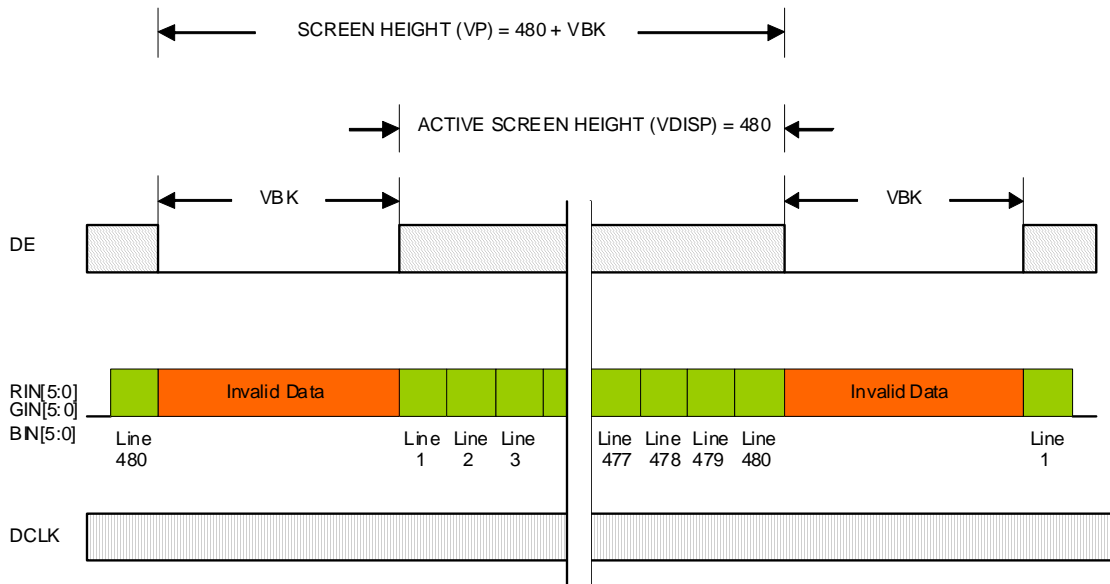 SCREEN HEIGHT (VP) = 480 + VBK
ACTIVE SCREEN HEIGHT (VDISP) = 480
VBK
VBK
DE
RIN[5:0]
GIN[5:0]
BIN[5:0]
Invalid Data
Invalid Data
Line
480
Line
1
Line
2
Line
3
Line
477
Line
478
Line
479
Line
480
Line
1
DCLK